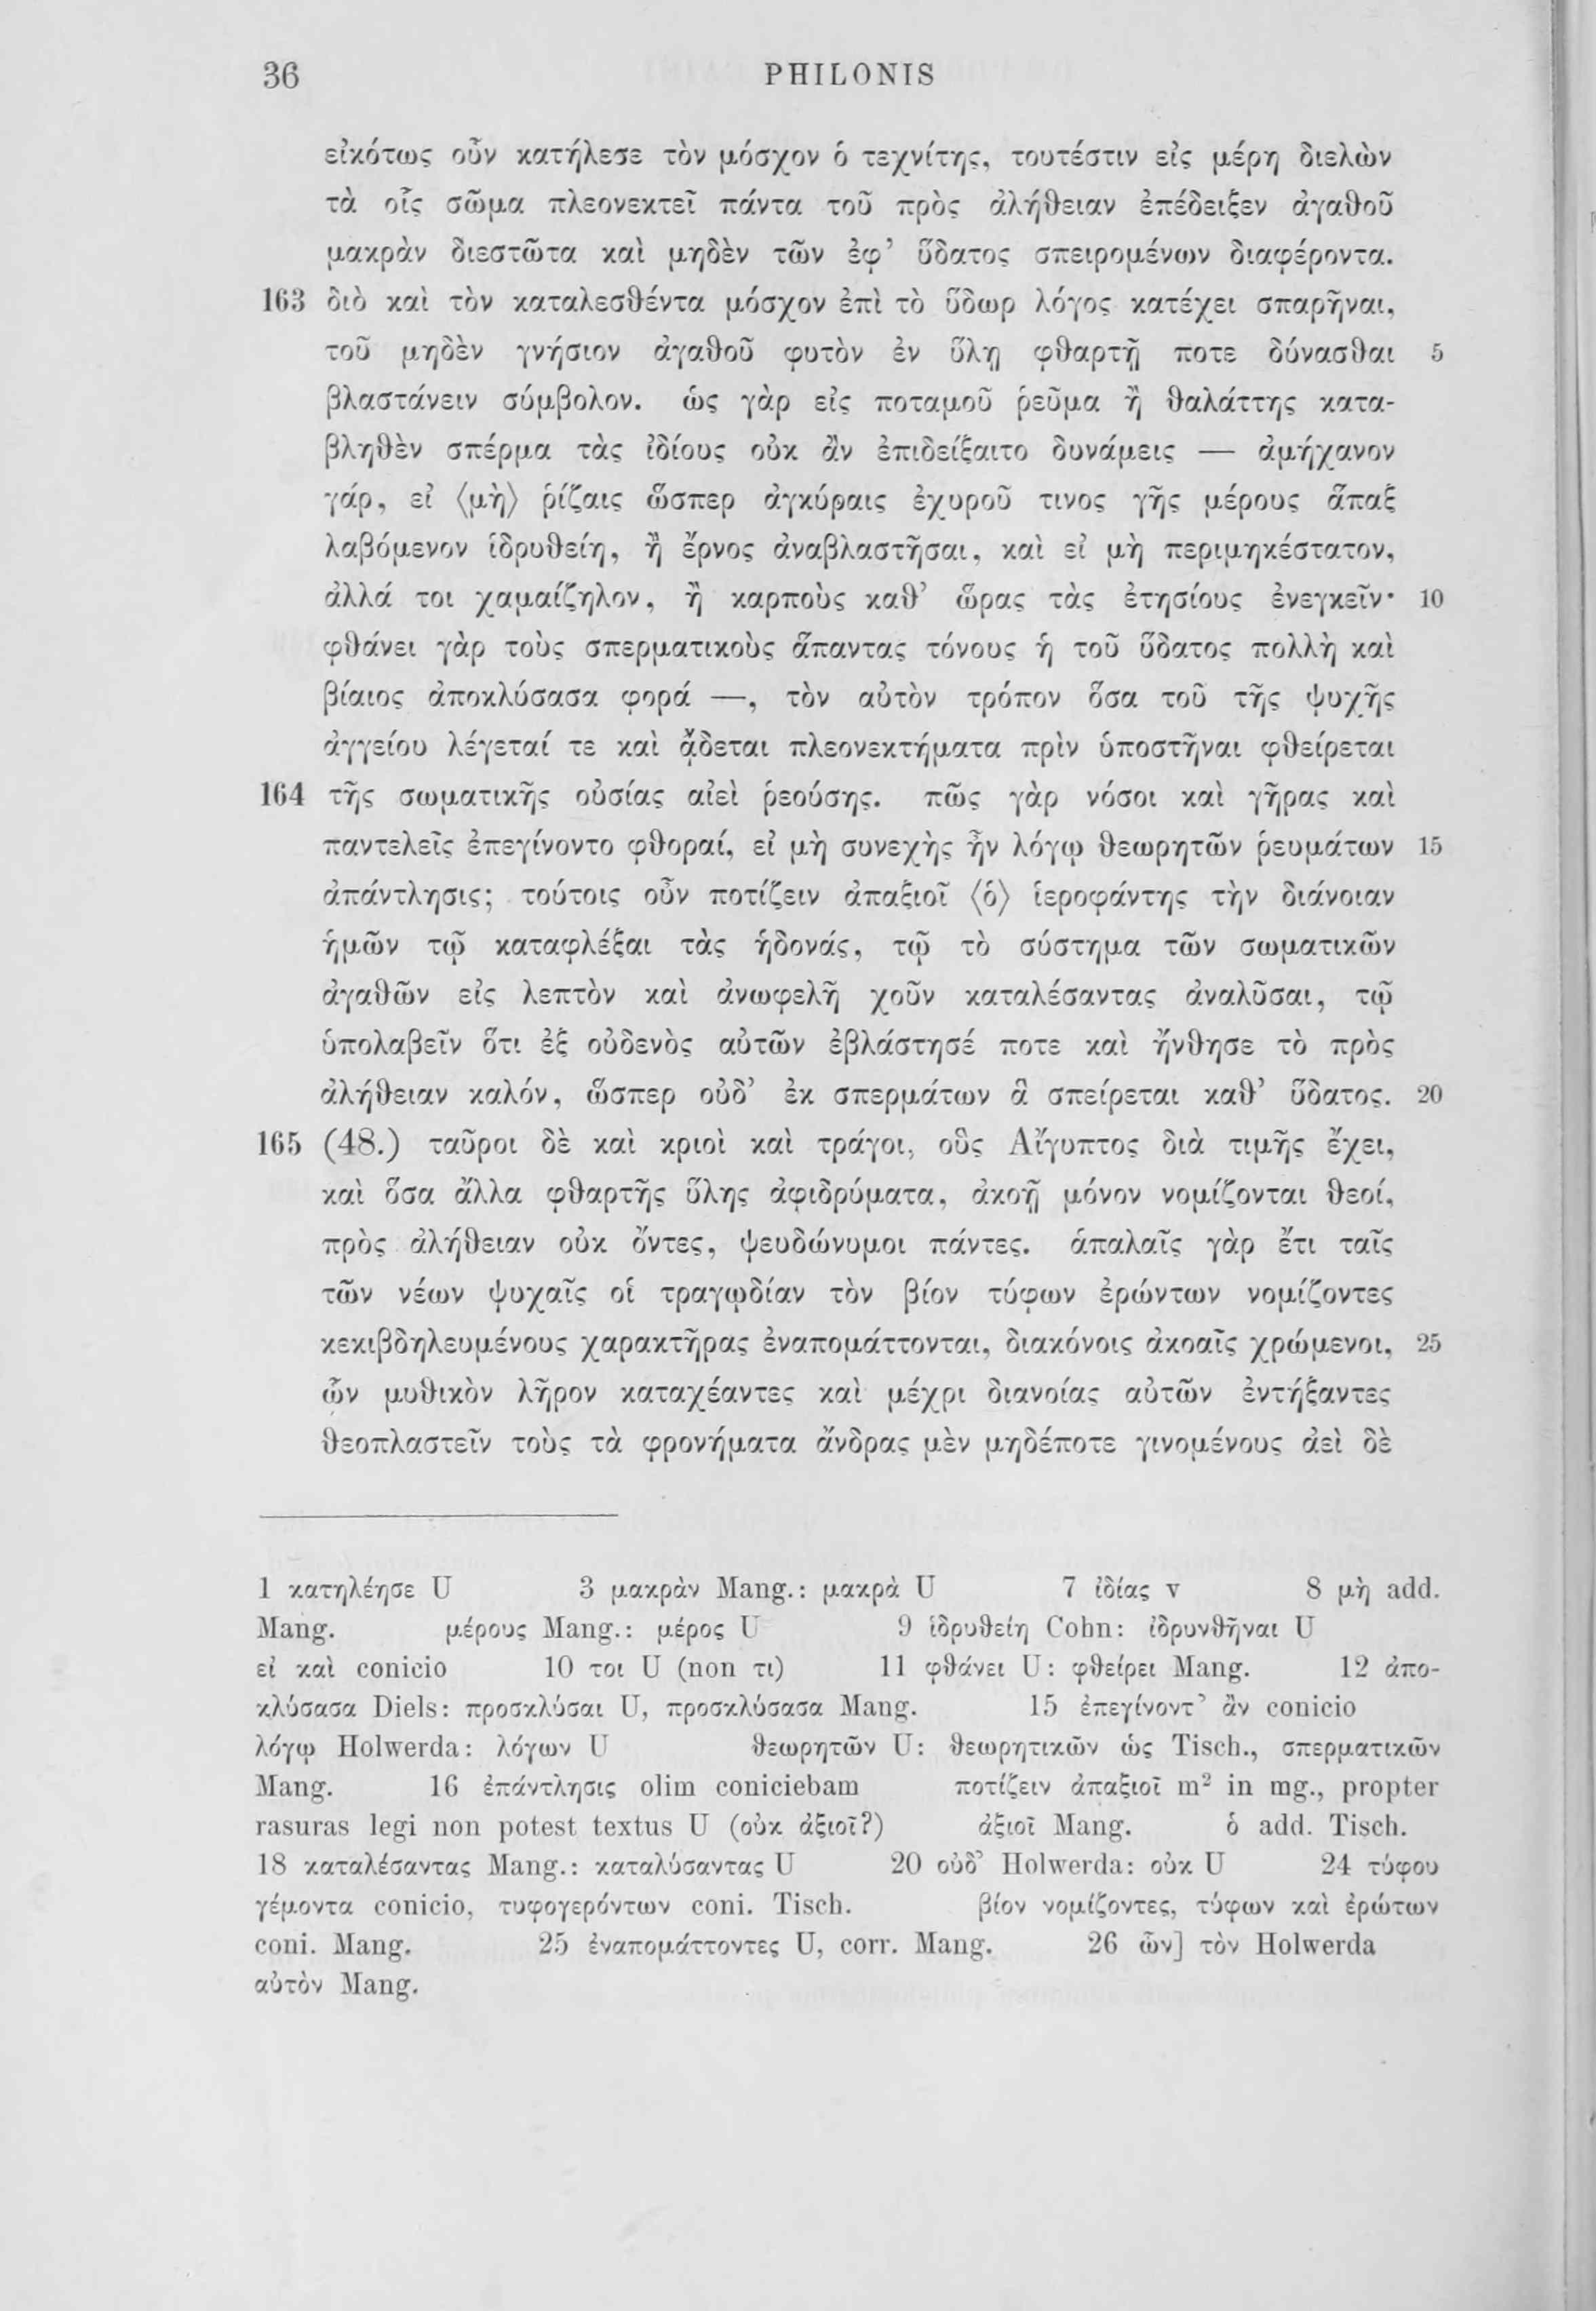 36 PHILONIS
εἰκότως οὖν κατήλεσε τὸν μόσχον ὁ τεχνίτης, τουτέστιν εἰς μέρη διελὼν
τὰ οἷς σῶμα πλεονεκτεῖ πάντα τοῦ πρὸς ἀλήθειαν ἐπέδειξεν ἀγαθοῦ
μακρὰν διεστῶτα καὶ μηδὲν τῶν ἐφ’ ὕδατος σπειρομένων διαφέροντα.
163 διὸ καὶ τὸν καταλεσθέντα μόσχον ἐπὶ τὸ ὕδωρ λόγος κατέχει σπαρῆναι,
τοῦ μηδὲν γνήσιον ἀγαθοῦ φυτὸν ἐν ὕλῃ φθαρτῇ ποτε δύνασθαι 5
βλαστάνειν σύμβολον. ὡς γὰρ εἰς ποταμοῦ ῥεῦμα ἢ θαλάττης κατα-
βληθὲν σπέρμα τὰς ἰδίους οὐκ ἂν ἐπιδείξαιτο δυνάμεις — ἀμήχανον
γάρ, εἰ ⟨μὴ⟩ ῥίζαις ὥσπερ ἀγκύραις ἐχυροῦ τινος γῆς μέρους ἅπαξ
λαβόμενον ἱδρυθείη, ἢ ἔρνος ἀναβλαστῆσαι, καὶ εἰ μὴ περιμηκέστατον,
ἀλλά τοι χαμαίζηλον, ἢ καρποὺς καθ’ ὥρας τὰς ἐτησίους ἐνεγκεῖν· 10
φθάνει γὰρ τοὺς σπερματικοὺς ἅπαντας τόνους ἡ τοῦ ὕδατος πολλὴ καὶ
βίαιος ἀποκλύσασα φορά —, τὸν αὐτὸν τρόπον ὅσα τοῦ τῆς ψυχῆς
ἀγγείου λέγεταί τε καὶ ᾄδεται πλεονεκτήματα πρὶν ὑποστῆναι φθείρεται
164 τῆς σωματικῆς οὐσίας αἰεὶ ῥεούσης. πῶς γὰρ νόσοι καὶ γῆρας καὶ
παντελεῖς ἐπεγίνοντο φθοραί, εἰ μὴ συνεχὴς ἦν λόγῳ θεωρητῶν ῥευμάτων 15
ἀπάντλησις; τούτοις οὖν ποτίζειν ἀπαξιοῖ ⟨ὁ⟩ ἱεροφάντης τὴν διάνοιαν
ἡμῶν τῷ καταφλέξαι τὰς ἡδονάς, τῷ τὸ σύστημα τῶν σωματικῶν
ἀγαθῶν εἰς λεπτὸν καὶ ἀνωφελῆ χοῦν καταλέσαντας ἀναλῦσαι, τῷ
ὑπολαβεῖν ὅτι ἐξ οὐδενὸς αὐτῶν ἐβλάστησέ ποτε καὶ ἤνθησε τὸ πρὸς
ἀλήθειαν καλόν, ὥσπερ οὐδ’ ἐκ σπερμάτων ἃ σπείρεται καθ’ ὕδατος. 20
165 (48.) ταῦροι δὲ καὶ κριοὶ καὶ τράγοι, οὓς Αἴγυπτος διὰ τιμῆς ἔχει,
καὶ ὅσα ἄλλα φθαρτῆς ὕλης ἀφιδρύματα, ἀκοῇ μόνον νομίζονται θεοί,
πρὸς ἀλήθειαν οὐκ ὄντες, ψευδώνυμοι πάντες. ἁπαλαῖς γὰρ ἔτι ταῖς
τῶν νέων ψυχαῖς οἱ τραγῳδίαν τὸν βίον τύφων ἐρώντων νομίζοντες
κεκιβδηλευμένους χαρακτῆρας ἐναπομάττονται, διακόνοις ἀκοαῖς χρώμενοι, 25
ὧν μυθικὸν λῆρον καταχέαντες καὶ μέχρι διανοίας αὐτῶν ἐντήξαντες
θεοπλαστεῖν τοὺς τὰ φρονήματα ἄνδρας μὲν μηδέποτε γινομένους ἀεὶ δὲ
1 κατηλέησε U 3 μακρὰν Mang.: μακρὰ U 7 ἰδίας v 8 μὴ add.
Mang. μέρους Mang.: μέρος U 9 ἱδρυθείη Cohn: ἱδρυνθῆναι U
εἰ καὶ conicio 10 τοι U (non τι) 11 φθάνει U: φθείρει Mang. 12 ἀπο-
κλύσασα Diels: προσκλύσαι U, προσκλύσασα Mang. 15 ἐπεγίνοντ’ ἂν conicio
λόγῳ Holwerda: λόγων U θεωρητῶν U: θεωρητικῶν ὡς Tisch., σπερματικῶν
Mang. 16 ἐπάντλησις olim coniciebam ποτίζειν ἀπαξιοῖ m² in mg., propter
rasuras legi non potest textus U (οὐκ ἀξιοῖ?) ἀξιοῖ Mang. ὁ add. Tisch.
18 καταλέσαντας Mang.: καταλύσαντας U 20 οὐδ’ Holwerda: οὐκ U 24 τύφου
γέμοντα conicio, τυφογερόντων coni. Tisch. βίον νομίζοντες, τύφων καὶ ἐρώτων
coni. Mang. 25 ἐναπομάττοντες U, corr. Mang. 26 ὧν] τὸν Holwerda
αὐτὸν Mang.